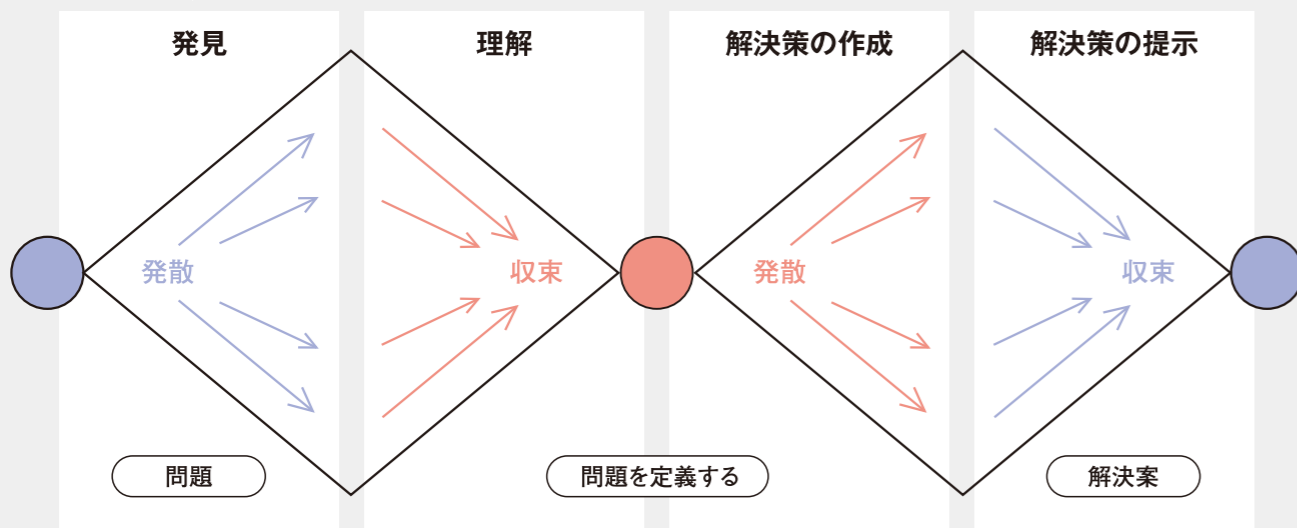 発見
理解
解決策の作成
解決策の提示
発散
収束
発散
収束
問題
問題を定義する
解決案